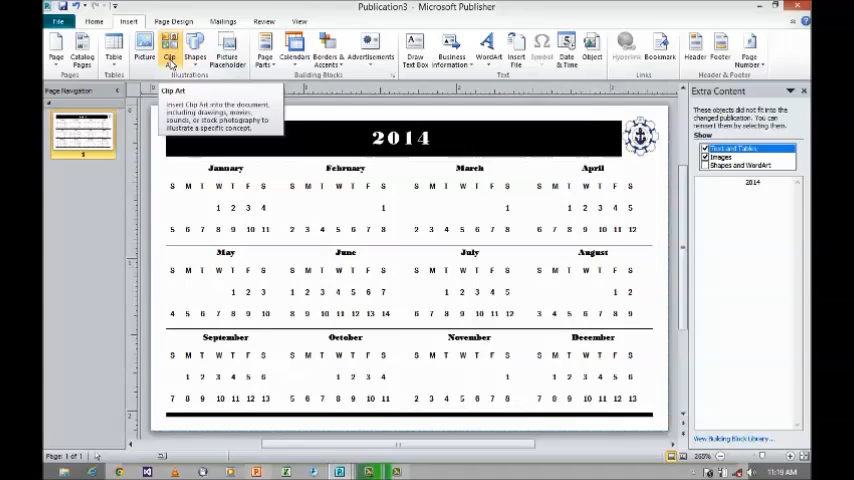 Publication3 - Microsoft Publisher
File Home Insert Page Design Mailings Review View
Page Catalog Pages Table Picture Clip Art Shapes Picture Placeholder Page Parts Calendars Borders & Accents Advertisements Draw Text Box Business Information WordArt Insert File Symbol Date & Time Object Hyperlink Bookmark Header Footer Page Number
Pages Tables Illustrations Building Blocks Text Links Header & Footer
Page Navigation
1
Clip Art
Insert Clip Art into the document, including drawings, movies, sounds, or stock photography to illustrate a specific concept.
2014
January February March April
S M T W T F S S M T W T F S S M T W T F S S M T W T F S
1 2 3 4 1 1 1 2 3 4 5
5 6 7 8 9 10 11 2 3 4 5 6 7 8 2 3 4 5 6 7 8 6 7 8 9 10 11 12
May June July August
S M T W T F S S M T W T F S S M T W T F S S M T W T F S
1 2 3 1 2 3 4 5 6 7 1 2 3 4 5 1 2
4 5 6 7 8 9 10 8 9 10 11 12 13 14 6 7 8 9 10 11 12 3 4 5 6 7 8 9
September October November December
S M T W T F S S M T W T F S S M T W T F S S M T W T F S
1 2 3 4 5 6 1 2 3 4 1 1 2 3 4 5 6
7 8 9 10 11 12 13 5 6 7 8 9 10 11 2 3 4 5 6 7 8 7 8 9 10 11 12 13
Extra Content
These objects did not fit into the changed publication. You can reinsert them by selecting them.
Show
Text and Tables
Images
Shapes and WordArt
2014
View Building Block Library...
Page: 1 of 1
265%
11:19 AM